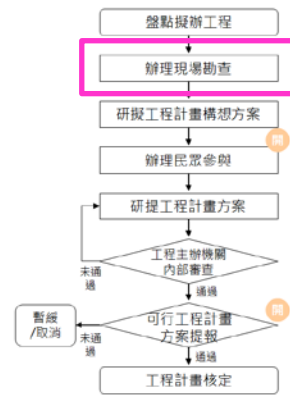 盤點擬辦工程
辦理現場勘查
研擬工程計畫構想方案
開
辦理民眾參與
研提工程計畫方案
工程主辦機關
內部審查
未通
過
通過
開
暫緩
/取消
可行工程計畫
方案提報
未通
過
通過
工程計畫核定